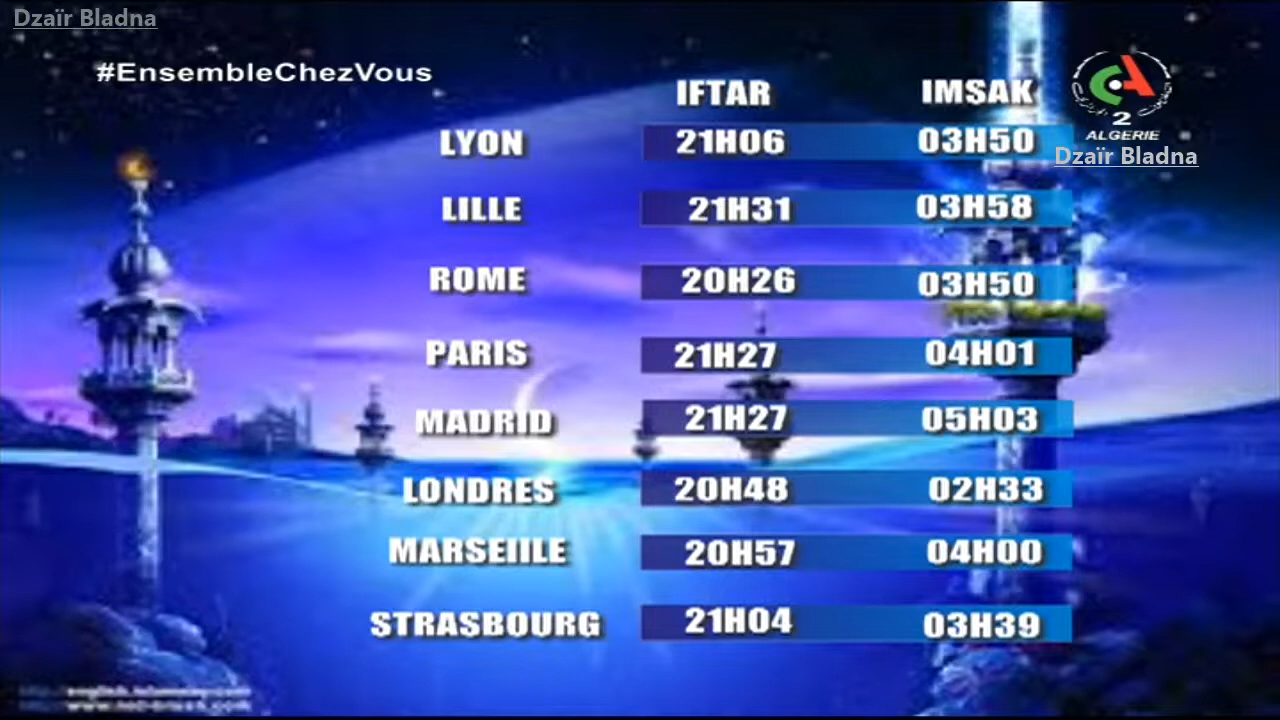 Dzaïr Bladna
#EnsembleChezVous
IFTAR IMSAK
2
ALGERIE
Dzaïr Bladna
LYON 21H06 03H50
LILLE 21H31 03H58
ROME 20H26 03H50
PARIS 21H27 04H01
MADRID 21H27 05H03
LONDRES 20H48 02H33
MARSEIILE 20H57 04H00
STRASBOURG 21H04 03H39